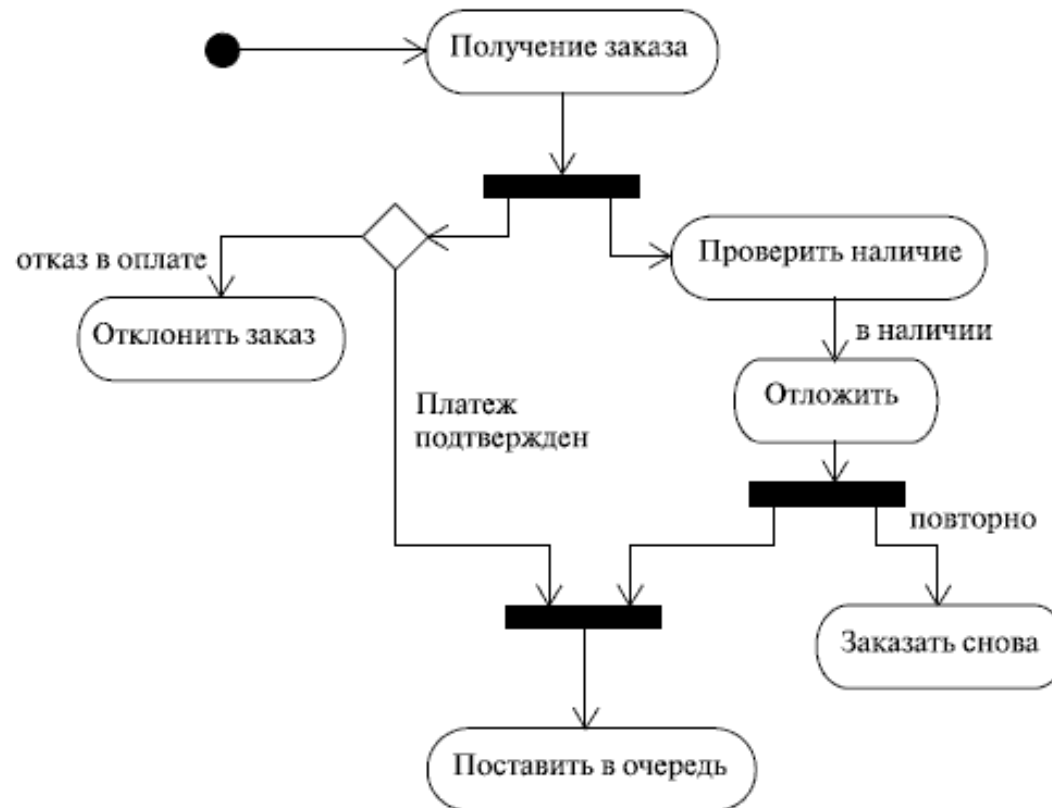 Получение заказа
отказ в оплате
Проверить наличие
Отклонить заказ
в наличии
Отложить
Платеж
подтвержден
повторно
Заказать снова
Поставить в очередь